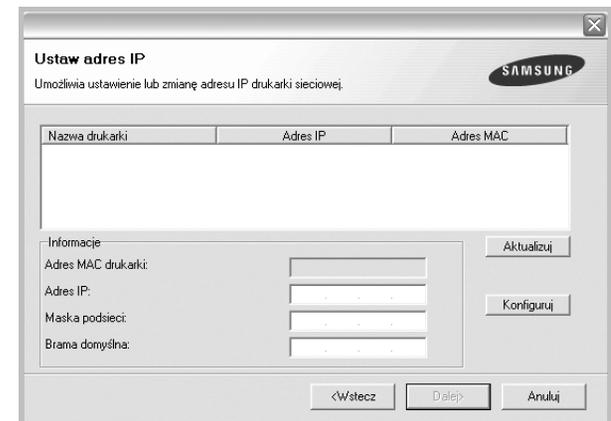 Ustaw adres IP
Umożliwia ustawienie lub zmianę adresu IP drukarki sieciowej.
SAMSUNG
Nazwa drukarki Adres IP Adres MAC
Informacje
Aktualizuj
Adres MAC drukarki:
Adres IP:
Konfiguruj
Maska podsieci:
Brama domyślna:
<Wstecz Dalej> Anuluj